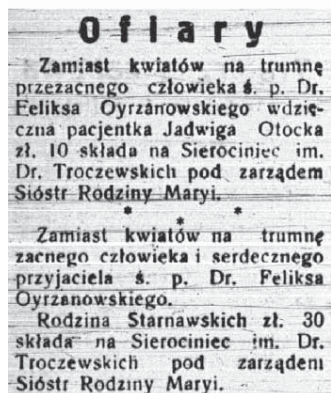 Ofiary
Zamiast kwiatów na trumnę
przezacnego człowieka ś. p. Dr.
Feliksa Oyrzanowskiego wdzię-
czna pacjentka Jadwiga Otocka
zł. 10 składa na Sierociniec im.
Dr. Troczewskich pod zarządem
Sióstr Rodziny Maryi.
* * *
Zamiast kwiatów na trumnę
zacnego człowieka i serdecznego
przyjaciela ś. p. Dr. Feliksa
Oyrzanowskiego.
Rodzina Starnawskich zł. 30
składa na Sierociniec im. Dr.
Troczewskich pod zarządem
Sióstr Rodziny Maryi.